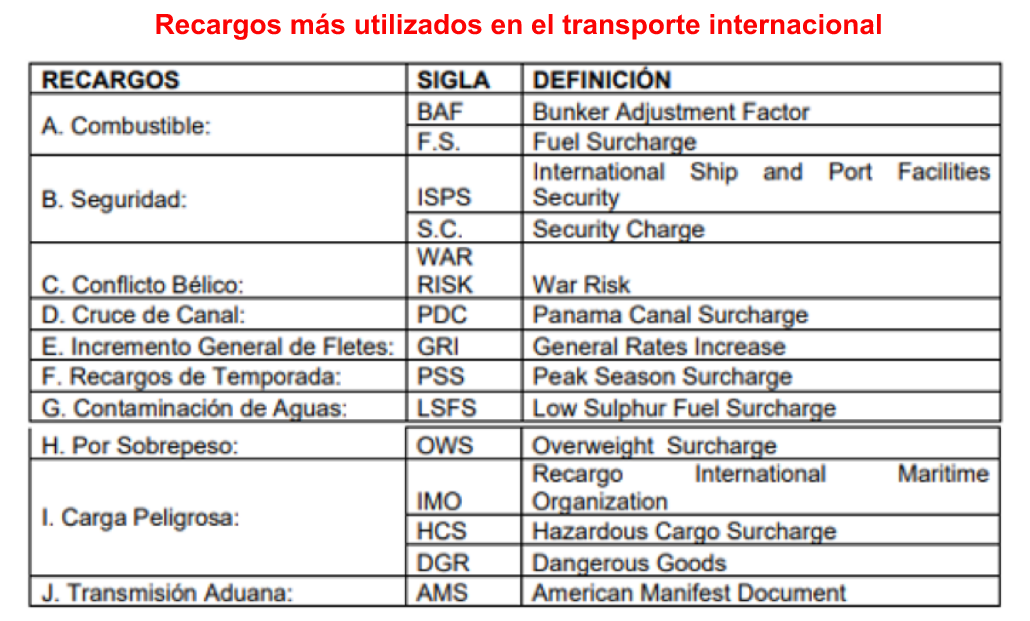 Recargos más utilizados en el transporte internacional
RECARGOS SIGLA DEFINICIÓN
A. Combustible:
BAF Bunker Adjustment Factor
F.S. Fuel Surcharge
B. Seguridad:
ISPS International Ship and Port Facilities
Security
S.C. Security Charge
C. Conflicto Bélico:
WAR
RISK War Risk
D. Cruce de Canal: PDC Panama Canal Surcharge
E. Incremento General de Fletes: GRI General Rates Increase
F. Recargos de Temporada: PSS Peak Season Surcharge
G. Contaminación de Aguas: LSFS Low Sulphur Fuel Surcharge
H. Por Sobrepeso: OWS Overweight Surcharge
I. Carga Peligrosa:
IMO Recargo International Maritime
Organization
HCS Hazardous Cargo Surcharge
DGR Dangerous Goods
J. Transmisión Aduana: AMS American Manifest Document